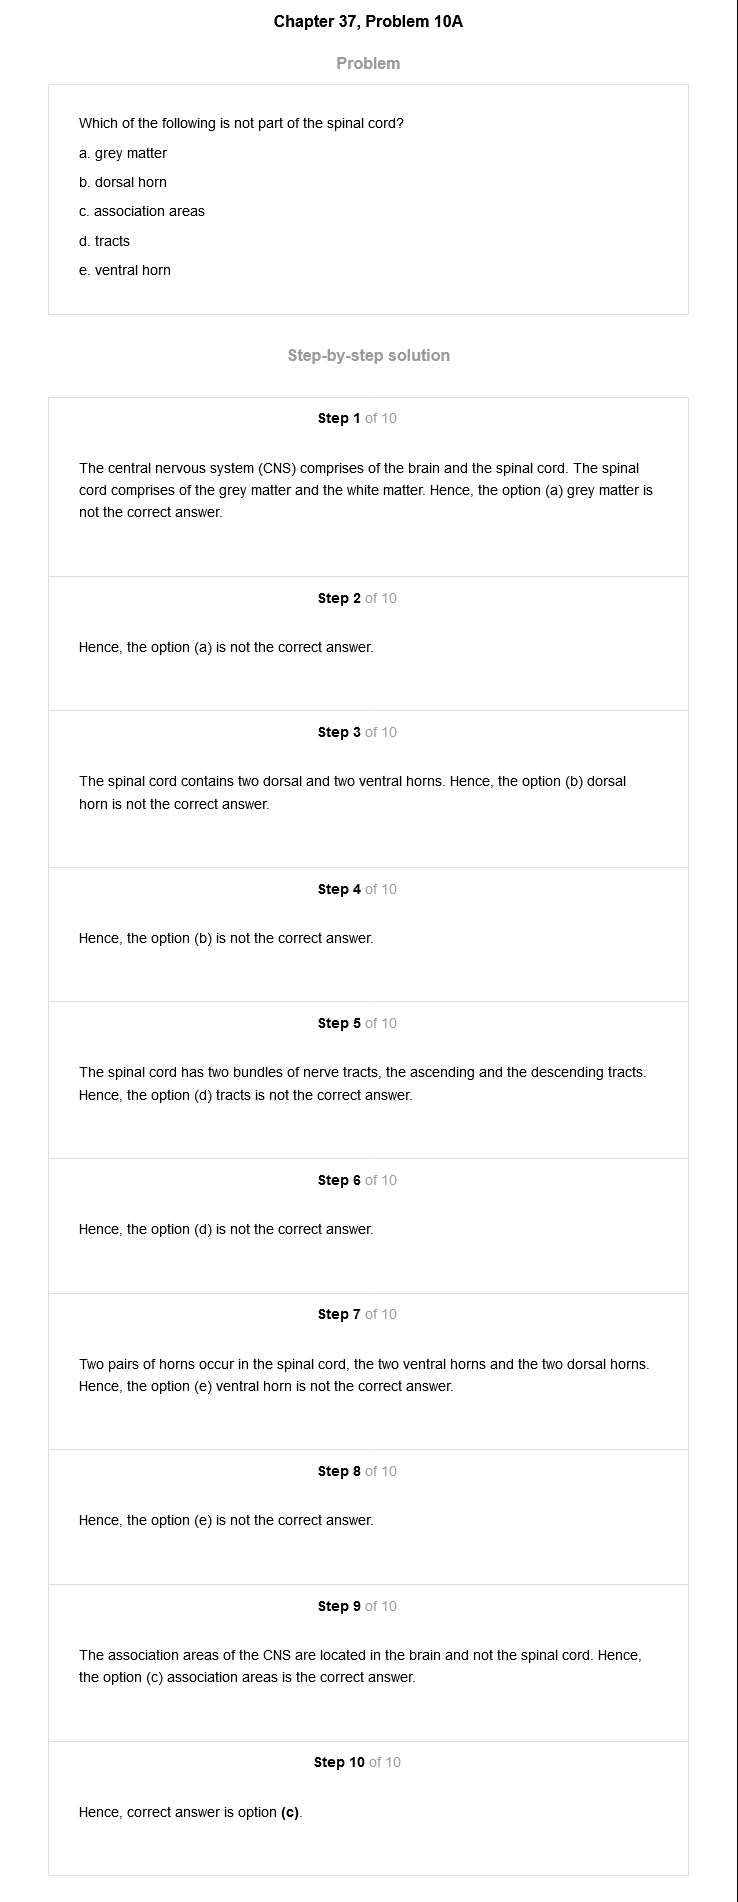 Chapter 37, Problem 10A
Problem
Which of the following is not part of the spinal cord?
a. grey matter
b. dorsal horn
c. association areas
d. tracts
e. ventral horn
Step-by-step solution
Step 1 of 10
The central nervous system (CNS) comprises of the brain and the spinal cord. The spinal
cord comprises of the grey matter and the white matter. Hence, the option (a) grey matter is
not the correct answer.
Step 2 of 10
Hence, the option (a) is not the correct answer.
Step 3 of 10
The spinal cord contains two dorsal and two ventral horns. Hence, the option (b) dorsal
horn is not the correct answer.
Step 4 of 10
Hence, the option (b) is not the correct answer.
Step 5 of 10
The spinal cord has two bundles of nerve tracts, the ascending and the descending tracts.
Hence, the option (d) tracts is not the correct answer.
Step 6 of 10
Hence, the option (d) is not the correct answer.
Step 7 of 10
Two pairs of horns occur in the spinal cord, the two ventral horns and the two dorsal horns.
Hence, the option (e) ventral horn is not the correct answer.
Step 8 of 10
Hence, the option (e) is not the correct answer.
Step 9 of 10
The association areas of the CNS are located in the brain and not the spinal cord. Hence,
the option (c) association areas is the correct answer.
Step 10 of 10
Hence, correct answer is option (c).